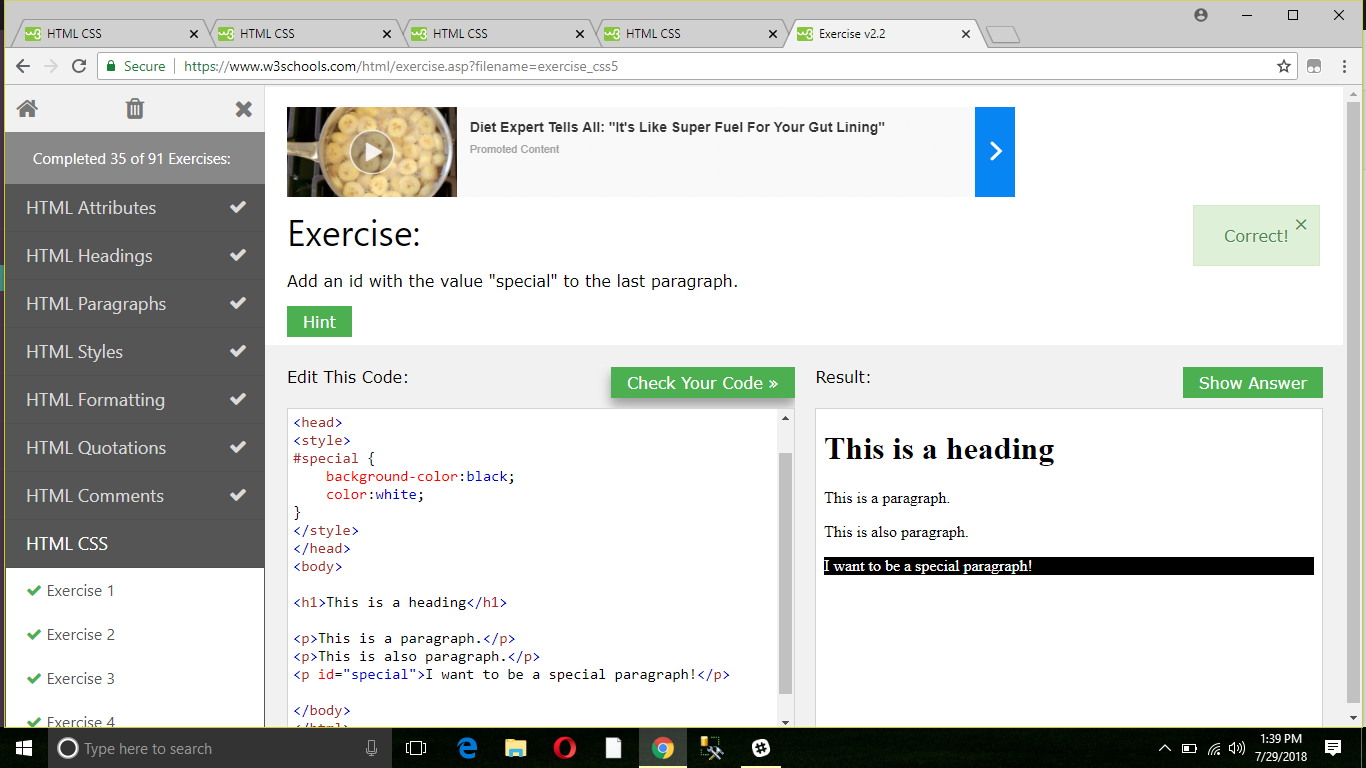 HTML CSS
HTML CSS
HTML CSS
HTML CSS
Exercise v2.2
Secure
https://www.w3schools.com/html/exercise.asp?filename=exercise_css5
Completed 35 of 91 Exercises:
HTML Attributes
HTML Headings
HTML Paragraphs
HTML Styles
HTML Formatting
HTML Quotations
HTML Comments
HTML CSS
Exercise 1
Exercise 2
Exercise 3
Exercise 4
Diet Expert Tells All: "It's Like Super Fuel For Your Gut Lining"
Promoted Content
Exercise:
Correct!
Add an id with the value "special" to the last paragraph.
Hint
Edit This Code:
Check Your Code »
<head>
<style>
#special {
    background-color:black;
    color:white;
}
</style>
</head>
<body>
<h1>This is a heading</h1>
<p>This is a paragraph.</p>
<p>This is also paragraph.</p>
<p id="special">I want to be a special paragraph!</p>
</body>
</html>
Result:
Show Answer
This is a heading
This is a paragraph.
This is also paragraph.
I want to be a special paragraph!
Type here to search
1:39 PM
7/29/2018